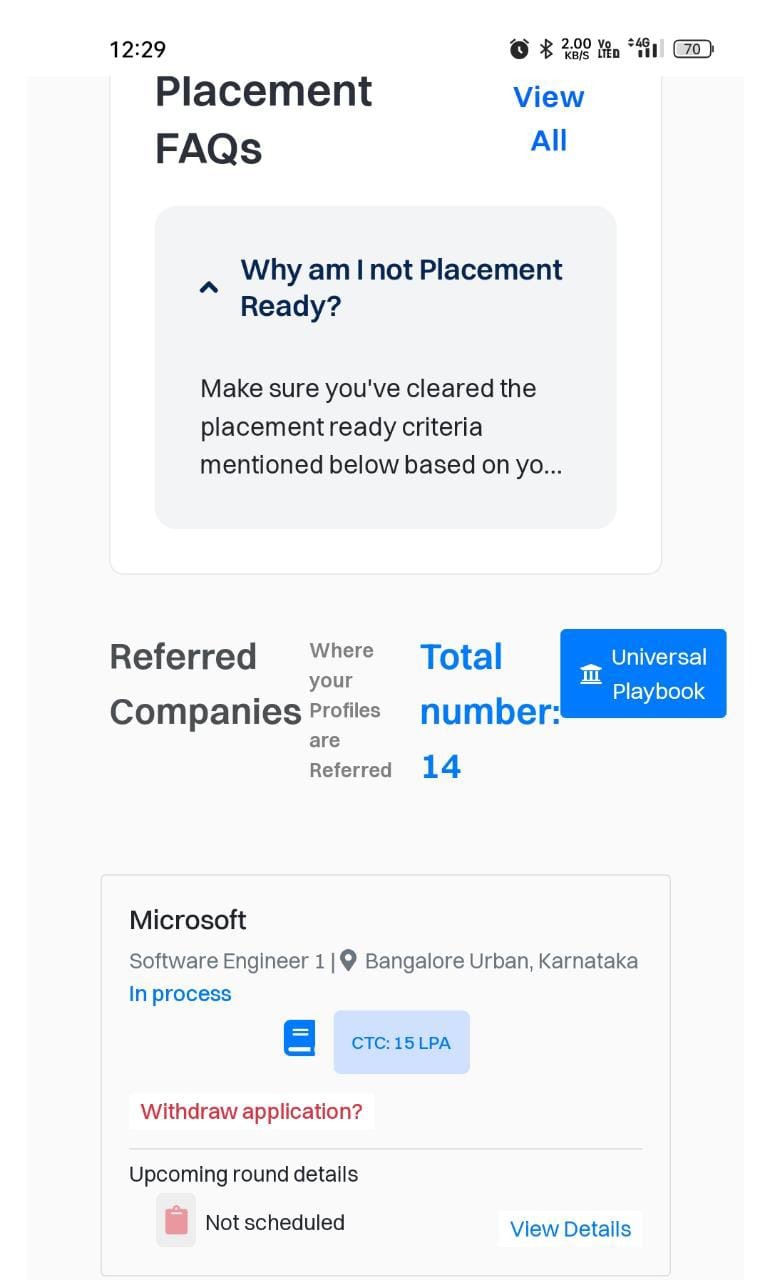 12:29 2.00 KB/S Vo LTED 4G 70
Placement
FAQs
View
All
Why am I not Placement
Ready?
Make sure you've cleared the
placement ready criteria
mentioned below based on yo...
Referred
Companies
Where
your
Profiles
are
Referred
Total
number:
14
Universal
Playbook
Microsoft
Software Engineer 1 | Bangalore Urban, Karnataka
In process
CTC: 15 LPA
Withdraw application?
Upcoming round details
Not scheduled
View Details